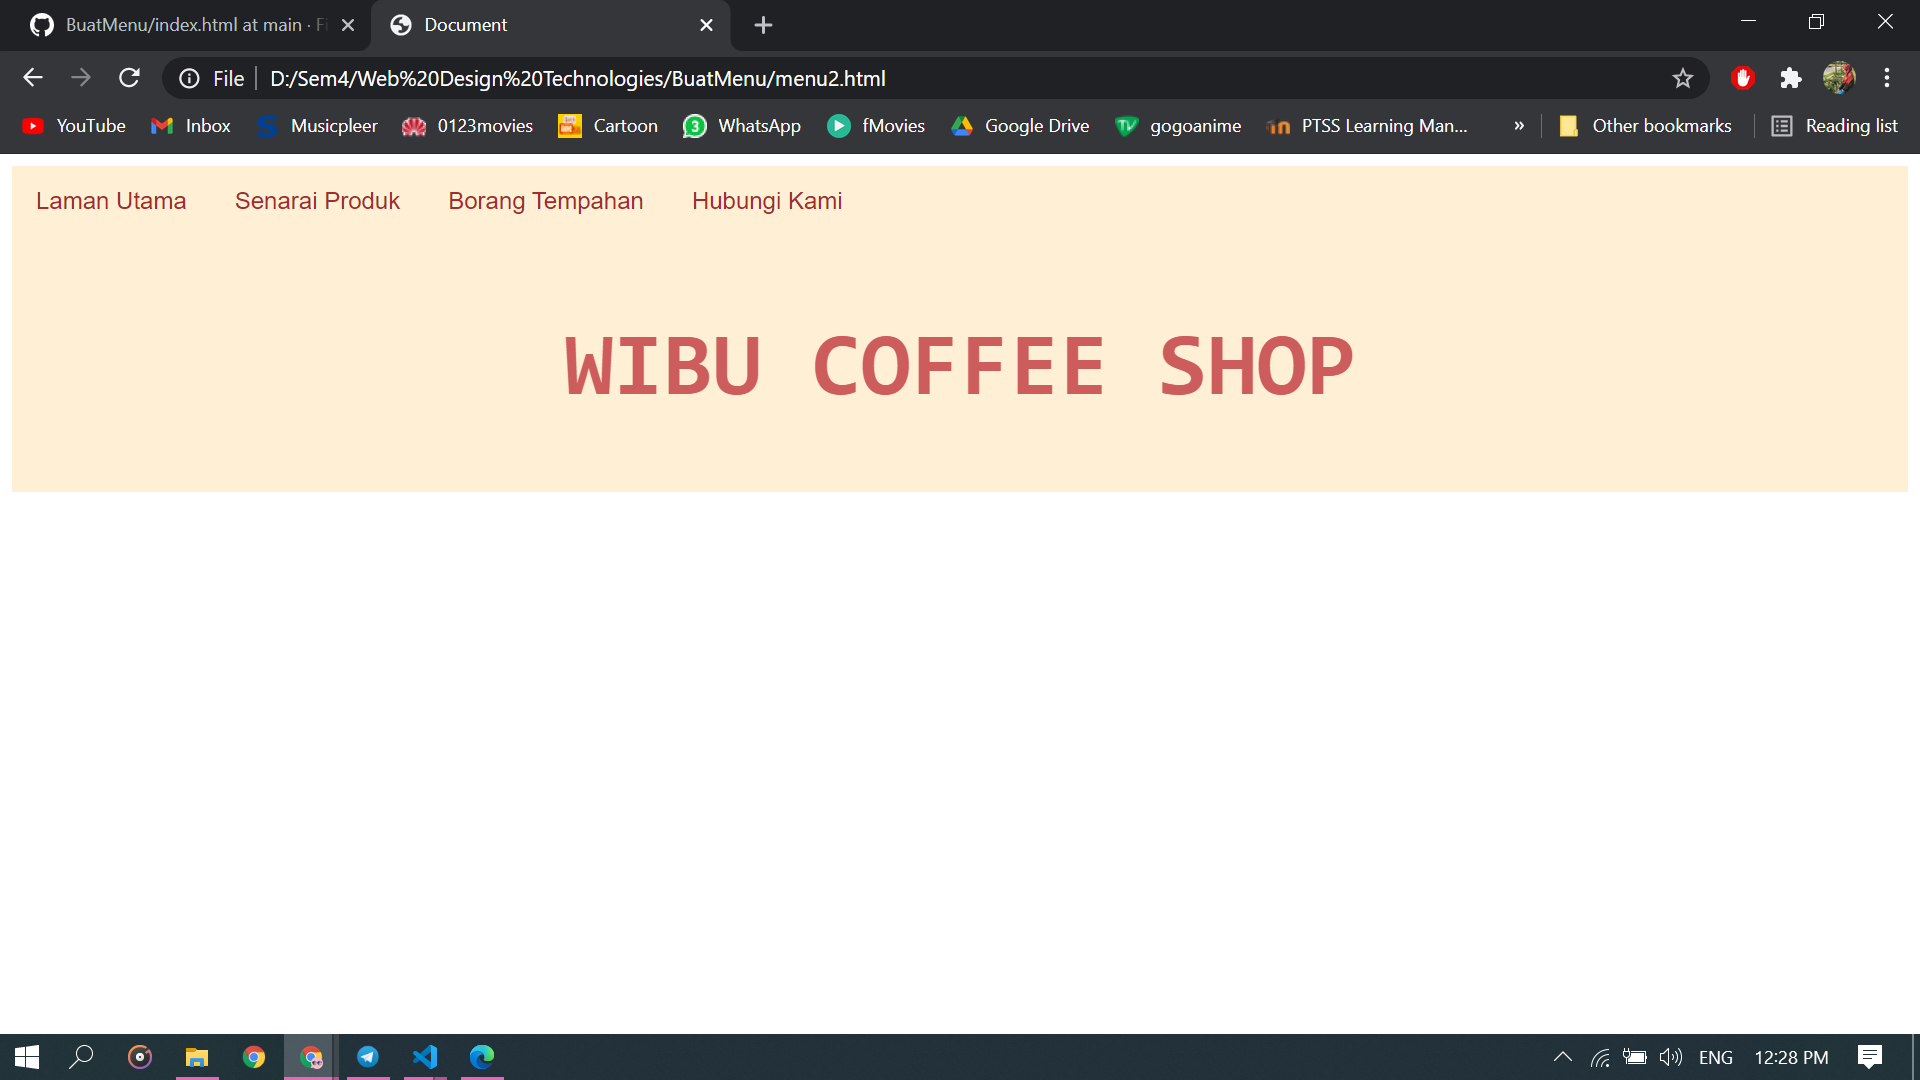 BuatMenu/index.html at main · Fi
Document
File
D:/Sem4/Web%20Design%20Technologies/BuatMenu/menu2.html
YouTube
Inbox
Musicpleer
0123movies
Cartoon
3
WhatsApp
fMovies
Google Drive
TV
gogoanime
PTSS Learning Man...
»
Other bookmarks
Reading list
Laman Utama
Senarai Produk
Borang Tempahan
Hubungi Kami
WIBU COFFEE SHOP
ENG
12:28 PM